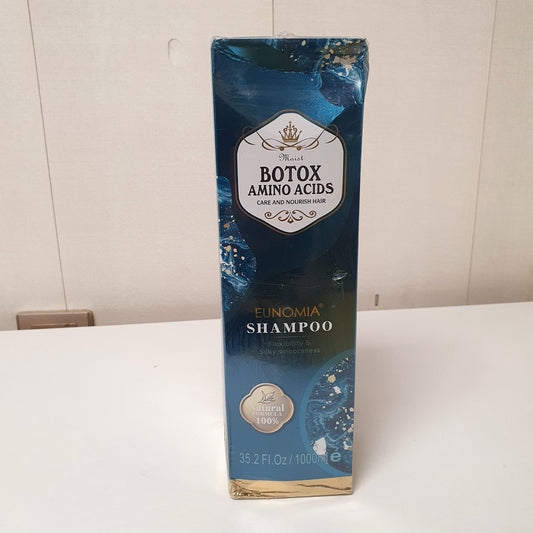 Moist
BOTOX
AMINO ACIDS
CARE AND NOURISH HAIR
EUNOMIA®
SHAMPOO
Flexibility &
Silky smoothness
Natural
FORMULA
100%
35.2 Fl.Oz / 1000Ml e